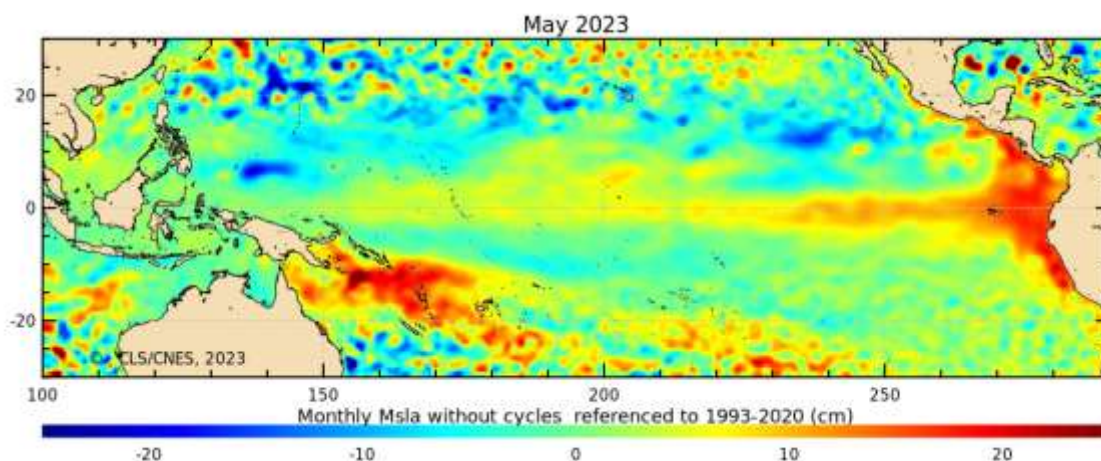 May 2023
20
0
-20
© CLS/CNES, 2023
100 150 200 250
Monthly Msla without cycles referenced to 1993-2020 (cm)
-20 -10 0 10 20